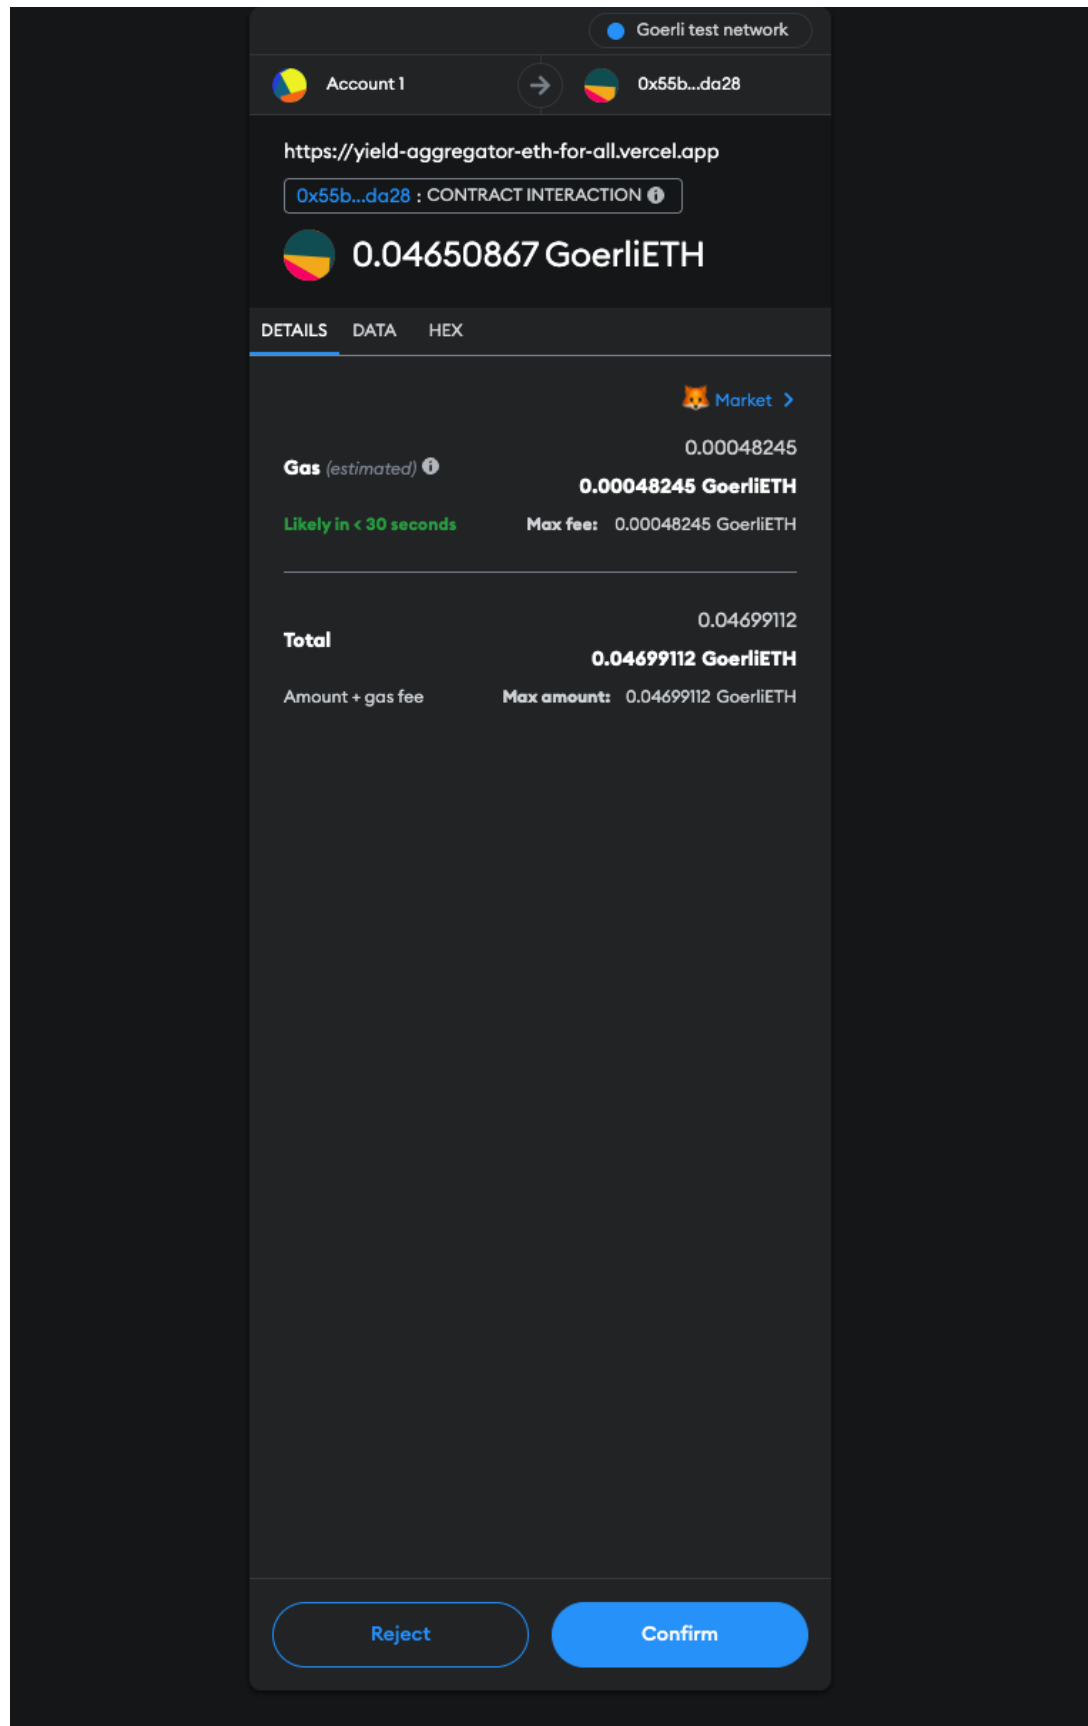 Goerli test network
Account 1
0x55b...da28
https://yield-aggregator-eth-for-all.vercel.app
0x55b...da28 : CONTRACT INTERACTION
0.04650867 GoerliETH
DETAILS DATA HEX
Market
0.00048245
Gas (estimated)
0.00048245 GoerliETH
Likely in < 30 seconds Max fee: 0.00048245 GoerliETH
0.04699112
Total
0.04699112 GoerliETH
Amount + gas fee Max amount: 0.04699112 GoerliETH
Reject Confirm